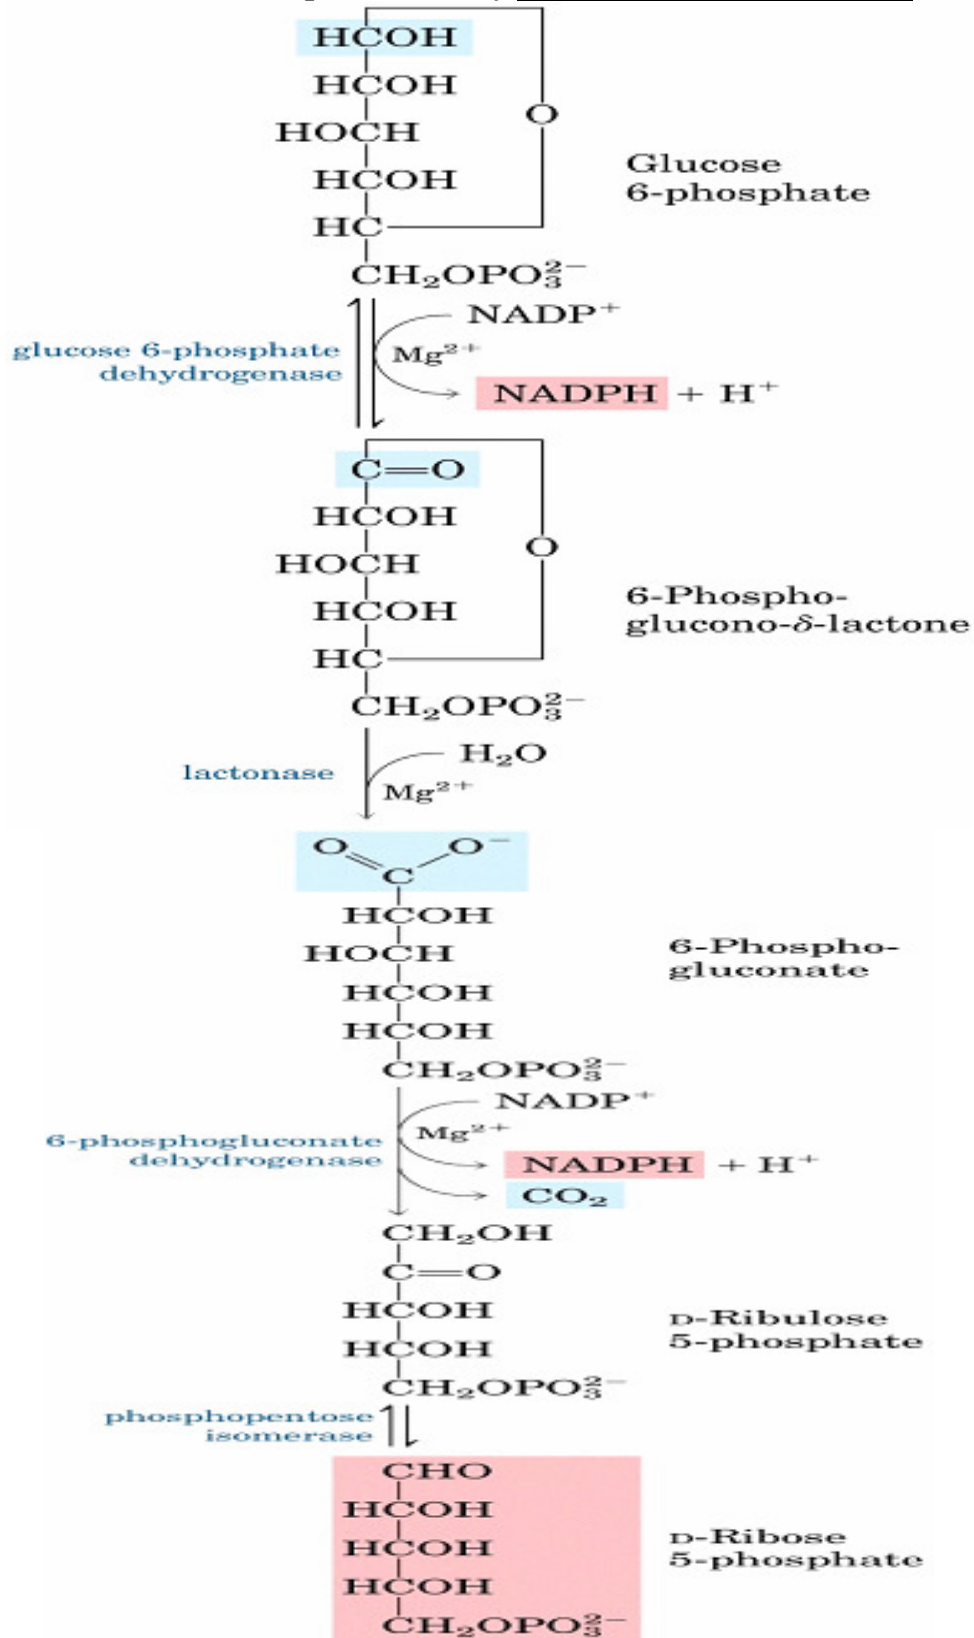 HCOH
HCOH
O
HOCH
HCOH
Glucose
6-phosphate
HC
CH₂OPO₃²⁻
NADP⁺
glucose 6-phosphate
dehydrogenase
Mg²⁺
NADPH + H⁺
C=O
HCOH
O
HOCH
HCOH
6-Phospho-
glucono-δ-lactone
HC
CH₂OPO₃²⁻
H₂O
lactonase
Mg²⁺
O O⁻
C
HCOH
HOCH
6-Phospho-
gluconate
HCOH
HCOH
CH₂OPO₃²⁻
NADP⁺
Mg²⁺
6-phosphogluconate
dehydrogenase
NADPH + H⁺
CO₂
CH₂OH
C=O
HCOH
HCOH
D-Ribulose
5-phosphate
CH₂OPO₃²⁻
phosphopentose
isomerase
CHO
HCOH
HCOH
HCOH
D-Ribose
5-phosphate
CH₂OPO₃²⁻